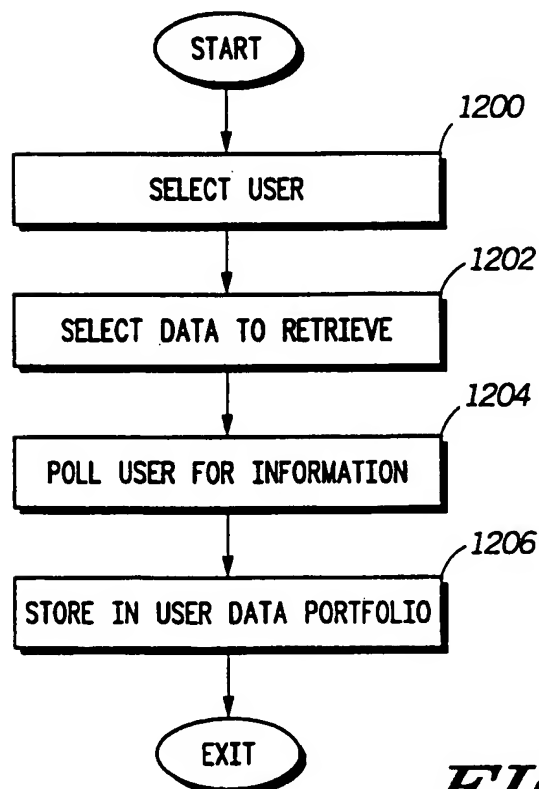 START
1200
SELECT USER
1202
SELECT DATA TO RETRIEVE
1204
POLL USER FOR INFORMATION
1206
STORE IN USER DATA PORTFOLIO
EXIT